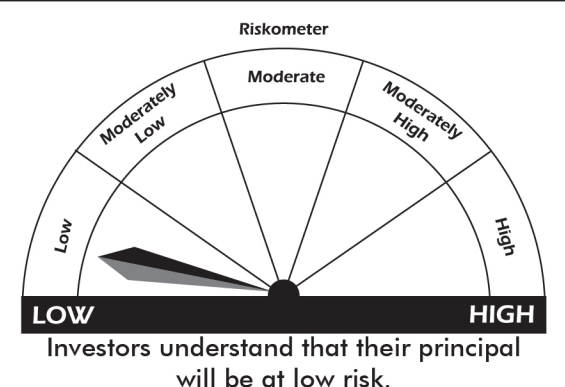 Riskometer
Moderate
Moderately
Low
Moderately
High
Low
High
LOW
HIGH
Investors understand that their principal
will be at low risk.